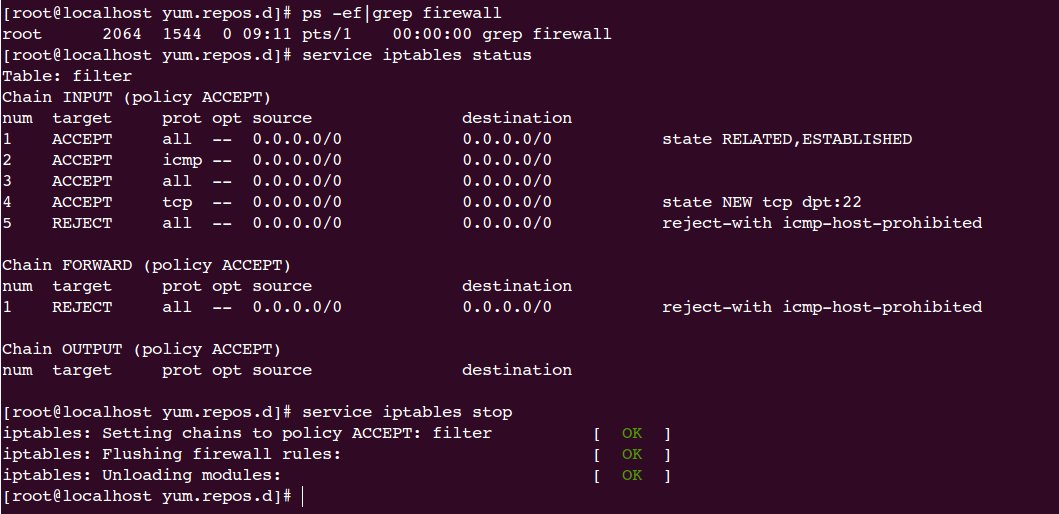 [root@localhost yum.repos.d]# ps -ef|grep firewall
root      2064  1544  0 09:11 pts/1    00:00:00 grep firewall
[root@localhost yum.repos.d]# service iptables status
Table: filter
Chain INPUT (policy ACCEPT)
num  target     prot opt source               destination
1    ACCEPT     all  --  0.0.0.0/0            0.0.0.0/0           state RELATED,ESTABLISHED
2    ACCEPT     icmp --  0.0.0.0/0            0.0.0.0/0
3    ACCEPT     all  --  0.0.0.0/0            0.0.0.0/0
4    ACCEPT     tcp  --  0.0.0.0/0            0.0.0.0/0           state NEW tcp dpt:22
5    REJECT     all  --  0.0.0.0/0            0.0.0.0/0           reject-with icmp-host-prohibited
Chain FORWARD (policy ACCEPT)
num  target     prot opt source               destination
1    REJECT     all  --  0.0.0.0/0            0.0.0.0/0           reject-with icmp-host-prohibited
Chain OUTPUT (policy ACCEPT)
num  target     prot opt source               destination
[root@localhost yum.repos.d]# service iptables stop
iptables: Setting chains to policy ACCEPT: filter          [  OK  ]
iptables: Flushing firewall rules:                         [  OK  ]
iptables: Unloading modules:                               [  OK  ]
[root@localhost yum.repos.d]#